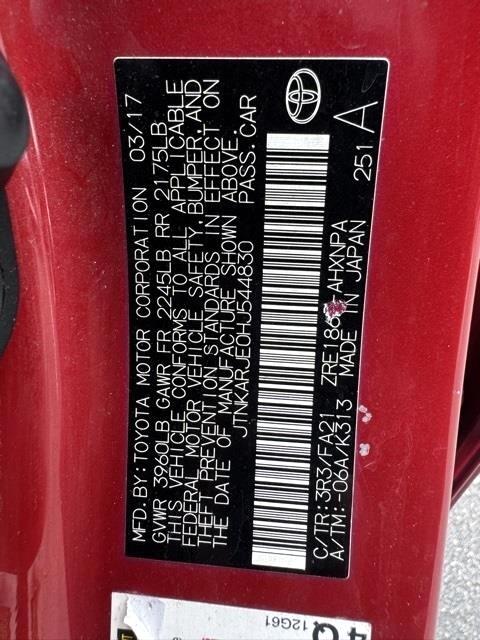 MFD. BY: TOYOTA MOTOR CORPORATION 03/17
GVWR 3960LB GAWR FR 2245LB RR 2175LB
THIS VEHICLE CONFORMS TO ALL APPLICABLE
FEDERAL MOTOR VEHICLE SAFETY, BUMPER, AND
THEFT PREVENTION STANDARDS IN EFFECT ON
THE DATE OF MANUFACTURE SHOWN ABOVE.
JTNKARJE0HJ544830 PASS. CAR
C/TR: 3R3/FA21 ZRE186 -AHXNPA 251 A
A/TM: -06A/K313 MADE IN JAPAN
4Q
12G61